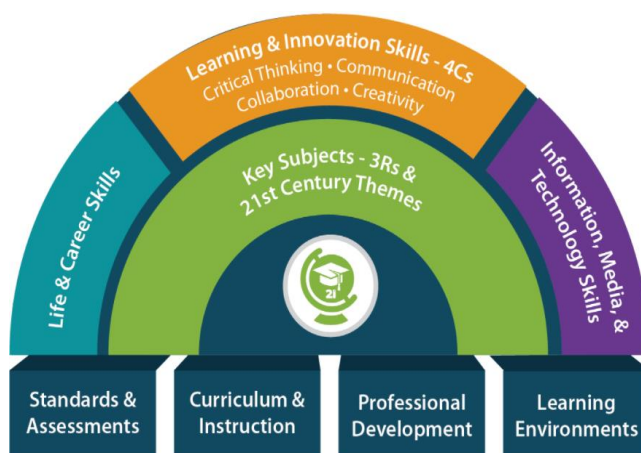 Learning & Innovation Skills - 4Cs
Critical Thinking • Communication
Collaboration • Creativity
Life & Career Skills
Key Subjects - 3Rs &
21st Century Themes
Information, Media, &
Technology Skills
21
Standards &
Assessments
Curriculum &
Instruction
Professional
Development
Learning
Environments